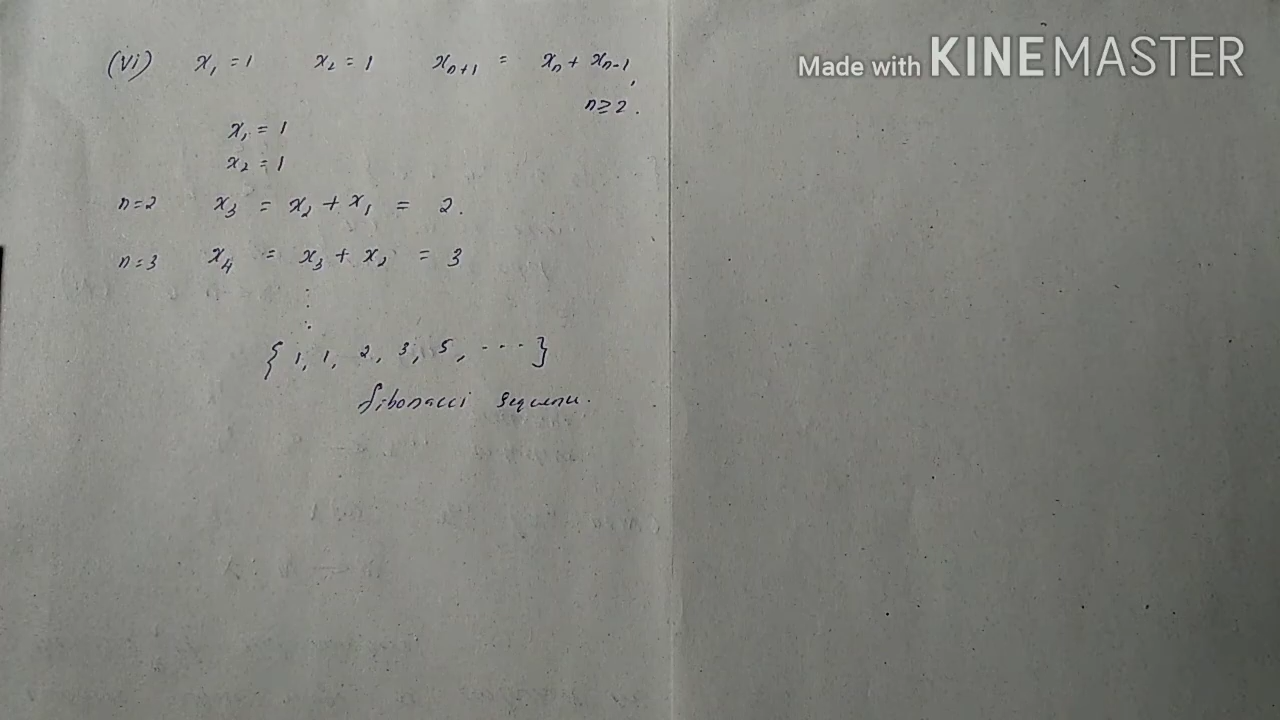 (vi) x₁ = 1 x₂ = 1 xₙ₊₁ = xₙ + xₙ₋₁,
n ≥ 2.
x₁ = 1
x₂ = 1
n=2 x₃ = x₂ + x₁ = 2.
n=3 x₄ = x₃ + x₂ = 3
⋮
{ 1, 1, 2, 3, 5, ... }
fibonacci sequence.
Made with KINEMASTER